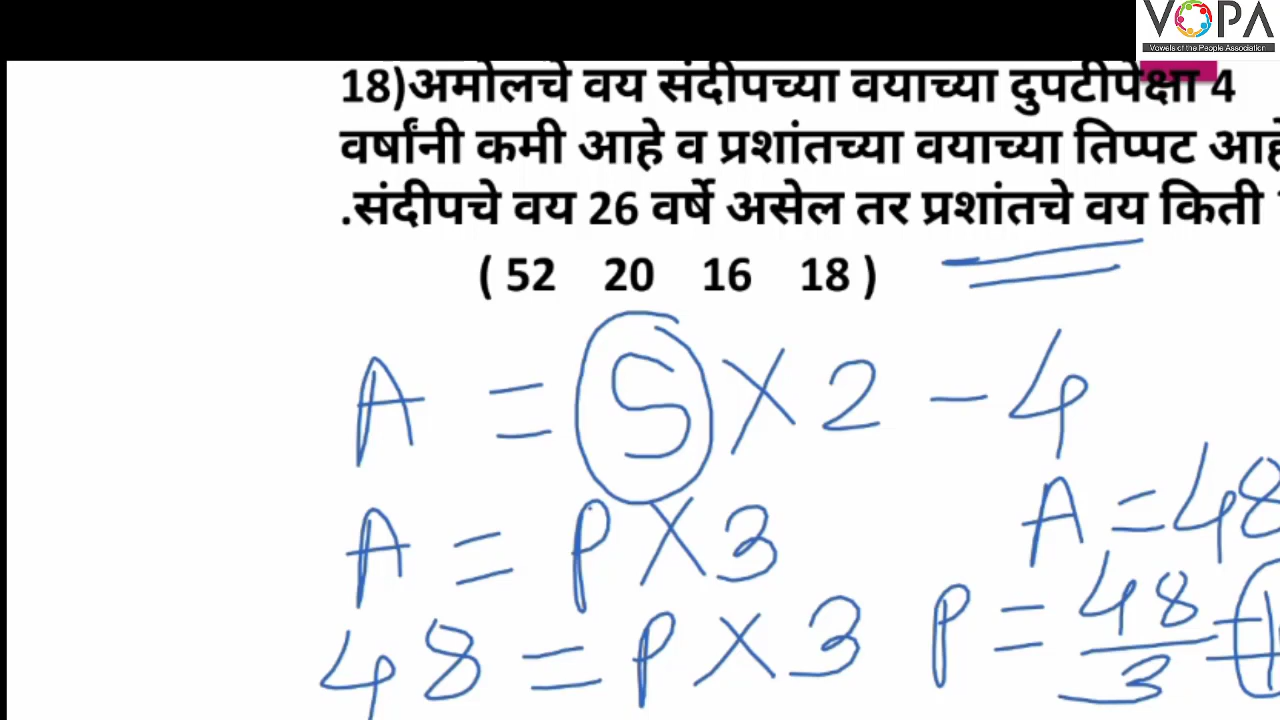 VOPA
Vowels of the People Association
18)अमोलचे वय संदीपच्या वयाच्या दुपटीपेक्षा 4
वर्षांनी कमी आहे व प्रशांतच्या वयाच्या तिप्पट आहे
.संदीपचे वय 26 वर्षे असेल तर प्रशांतचे वय किती
( 52 20 16 18 )
A = S X 2 - 4
A = P X 3
A = 48
48 = P X 3
P = 48/3 =